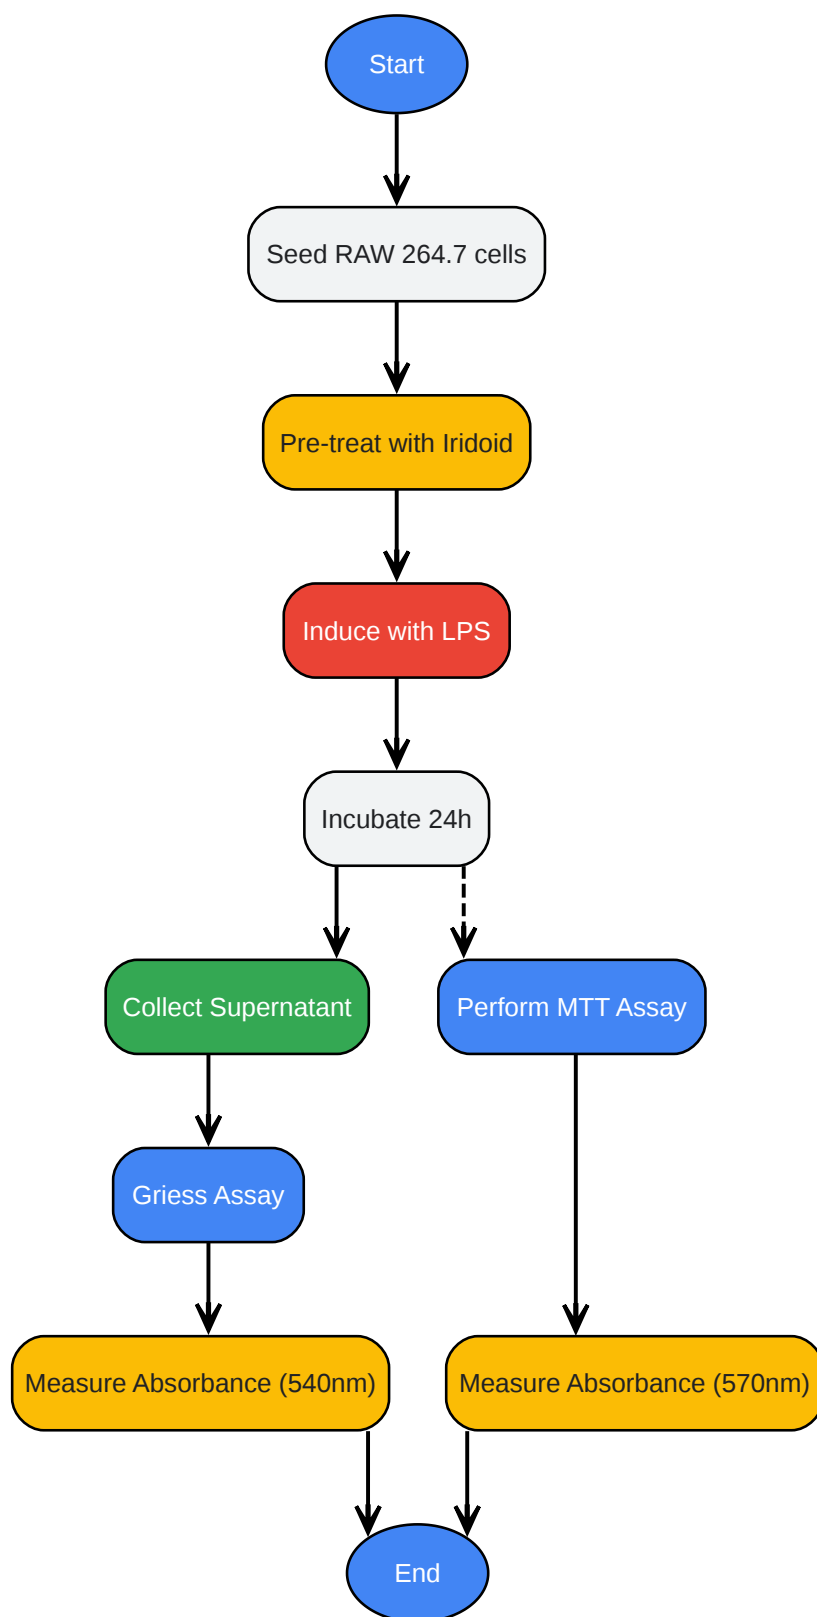 Start
Seed RAW 264.7 cells
Pre-treat with Iridoid
Induce with LPS
Incubate 24h
Collect Supernatant
Perform MTT Assay
Griess Assay
Measure Absorbance (540nm)
Measure Absorbance (570nm)
End